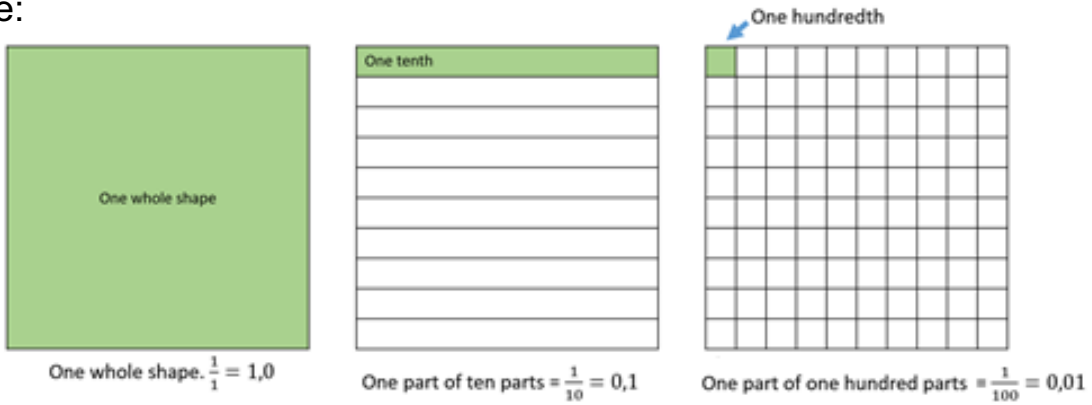 e:
One hundredth
One tenth
One whole shape
One whole shape. 1/1 = 1,0
One part of ten parts = 1/10 = 0,1
One part of one hundred parts = 1/100 = 0,01